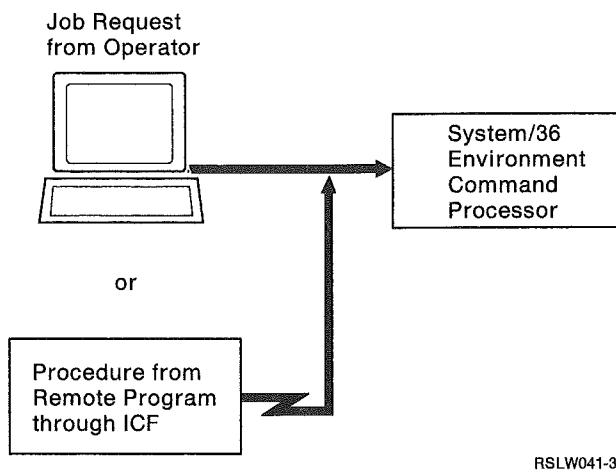 Job Request
from Operator
System/36
Environment
Command
Processor
or
Procedure from
Remote Program
through ICF
RSLW041-3